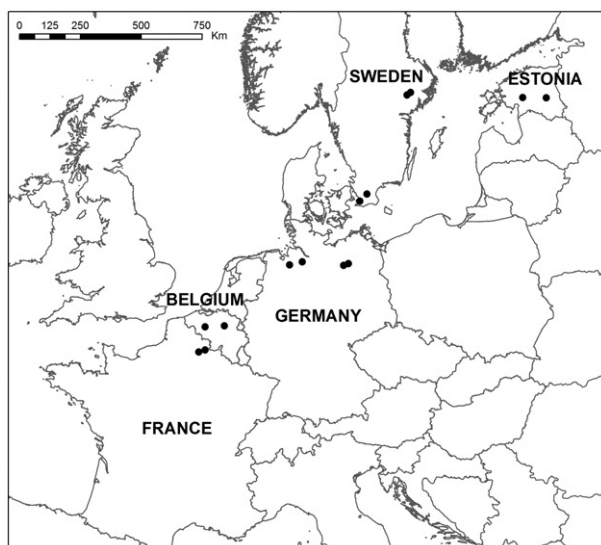 0 125 250 500 750
Km
SWEDEN
ESTONIA
BELGIUM
GERMANY
FRANCE